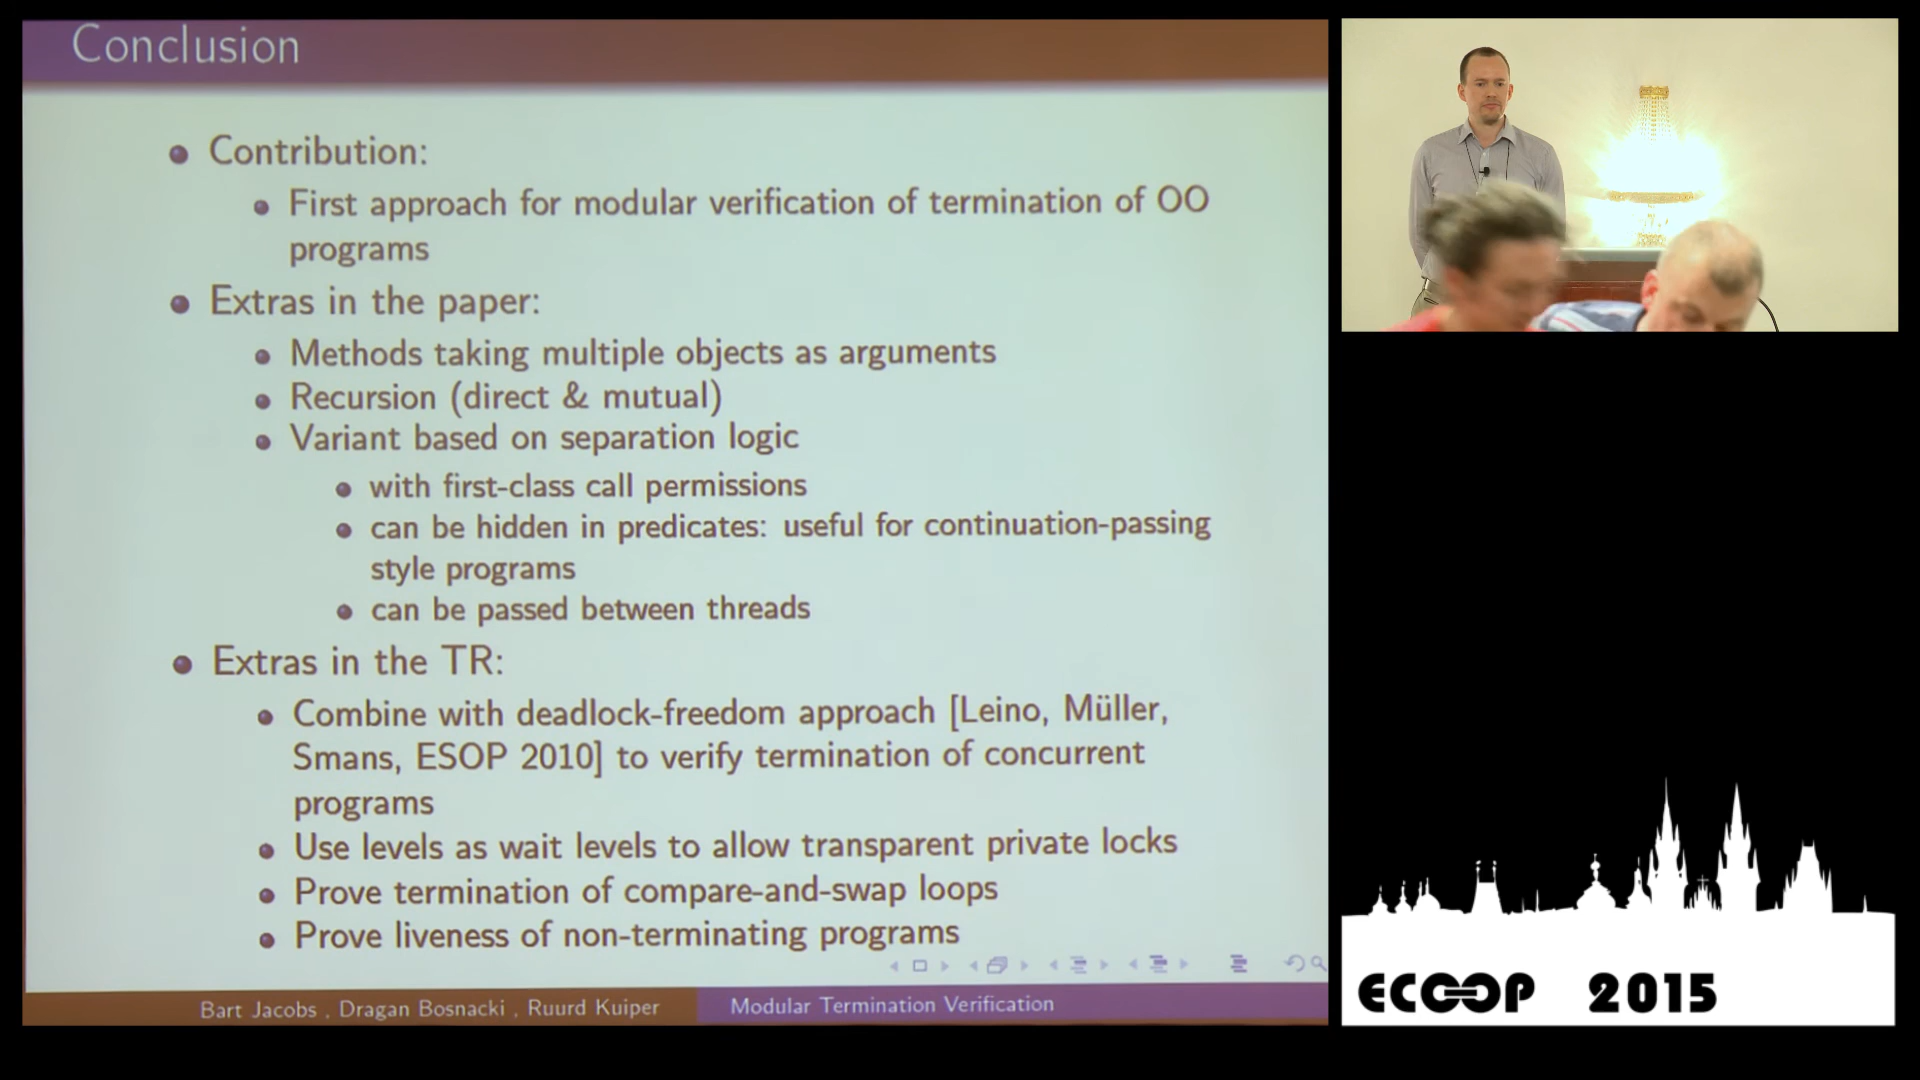 Conclusion
Contribution:
First approach for modular verification of termination of OO
programs
Extras in the paper:
Methods taking multiple objects as arguments
Recursion (direct & mutual)
Variant based on separation logic
with first-class call permissions
can be hidden in predicates: useful for continuation-passing
style programs
can be passed between threads
Extras in the TR:
Combine with deadlock-freedom approach [Leino, Müller,
Smans, ESOP 2010] to verify termination of concurrent
programs
Use levels as wait levels to allow transparent private locks
Prove termination of compare-and-swap loops
Prove liveness of non-terminating programs
Bart Jacobs , Dragan Bosnacki , Ruurd Kuiper
Modular Termination Verification
ECOOP 2015